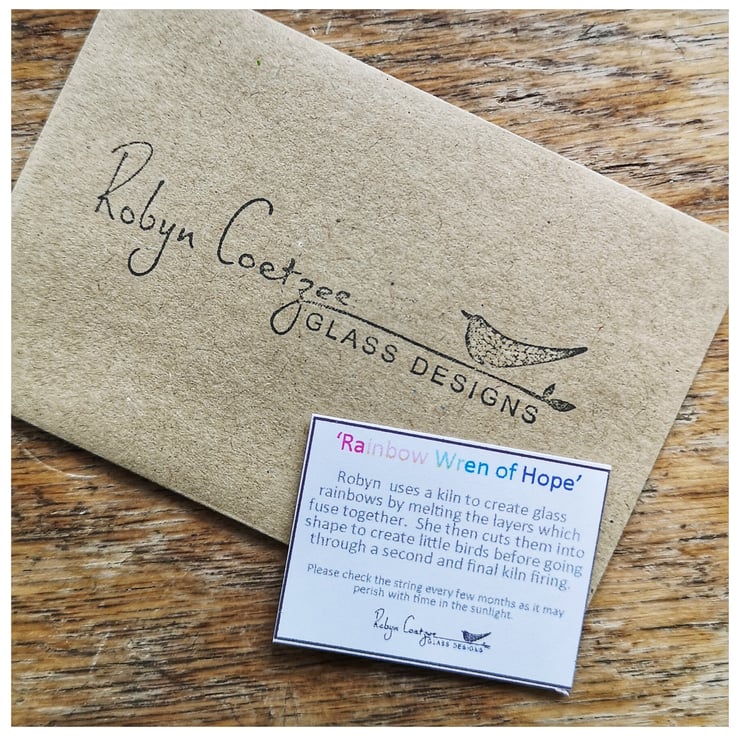 Robyn Coetzee
GLASS DESIGNS
'Rainbow Wren of Hope'
Robyn uses a kiln to create glass
rainbows by melting the layers which
fuse together. She then cuts them into
shape to create little birds before going
through a second and final kiln firing.
Please check the string every few months as it may
perish with time in the sunlight.
Robyn Coetzee
GLASS DESIGNS